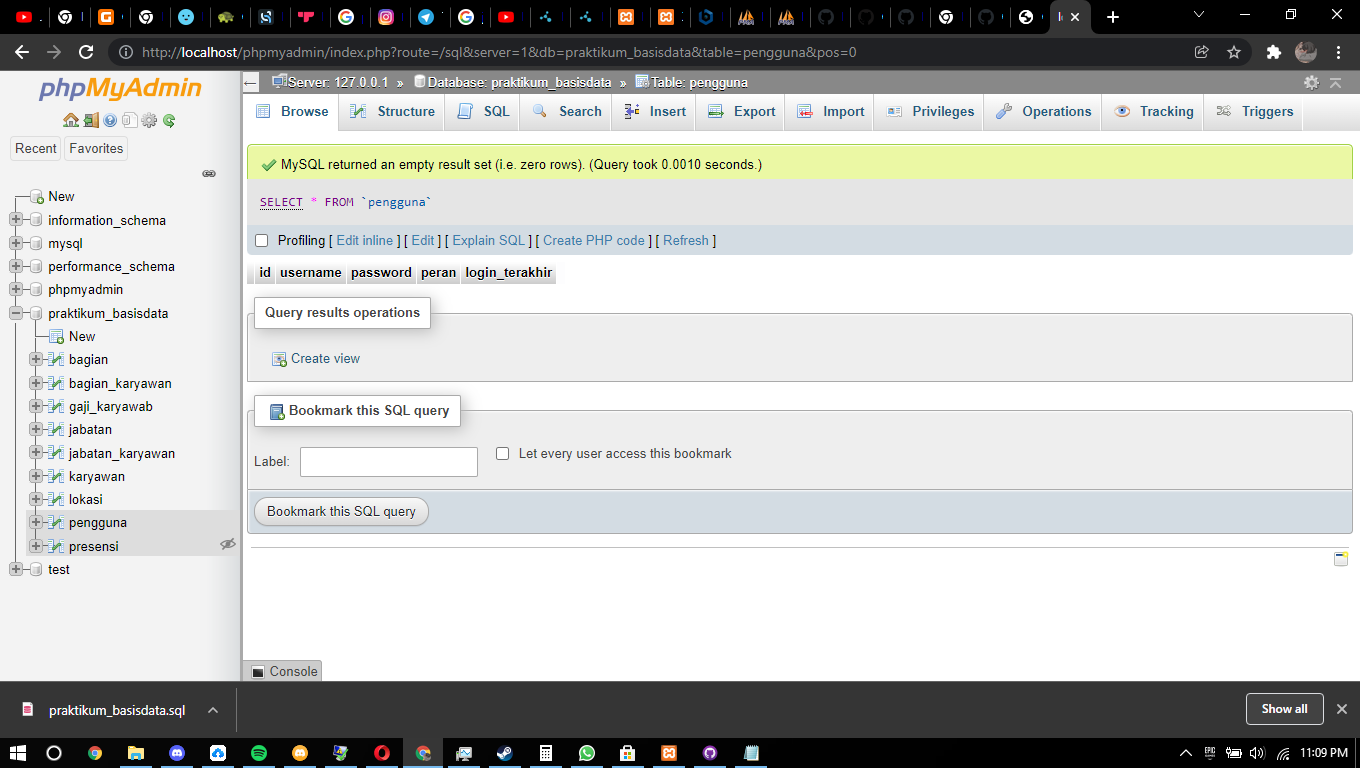 http://localhost/phpmyadmin/index.php?route=/sql&server=1&db=praktikum_basisdata&table=pengguna&pos=0
phpMyAdmin
Recent
Favorites
New
information_schema
mysql
performance_schema
phpmyadmin
praktikum_basisdata
New
bagian
bagian_karyawan
gaji_karyawab
jabatan
jabatan_karyawan
karyawan
lokasi
pengguna
presensi
test
Server: 127.0.0.1 » Database: praktikum_basisdata » Table: pengguna
Browse Structure SQL Search Insert Export Import Privileges Operations Tracking Triggers
MySQL returned an empty result set (i.e. zero rows). (Query took 0.0010 seconds.)
SELECT * FROM `pengguna`
Profiling [ Edit inline ] [ Edit ] [ Explain SQL ] [ Create PHP code ] [ Refresh ]
id username password peran login_terakhir
Query results operations
Create view
Bookmark this SQL query
Label:
Let every user access this bookmark
Bookmark this SQL query
Console
praktikum_basisdata.sql
Show all
11:09 PM